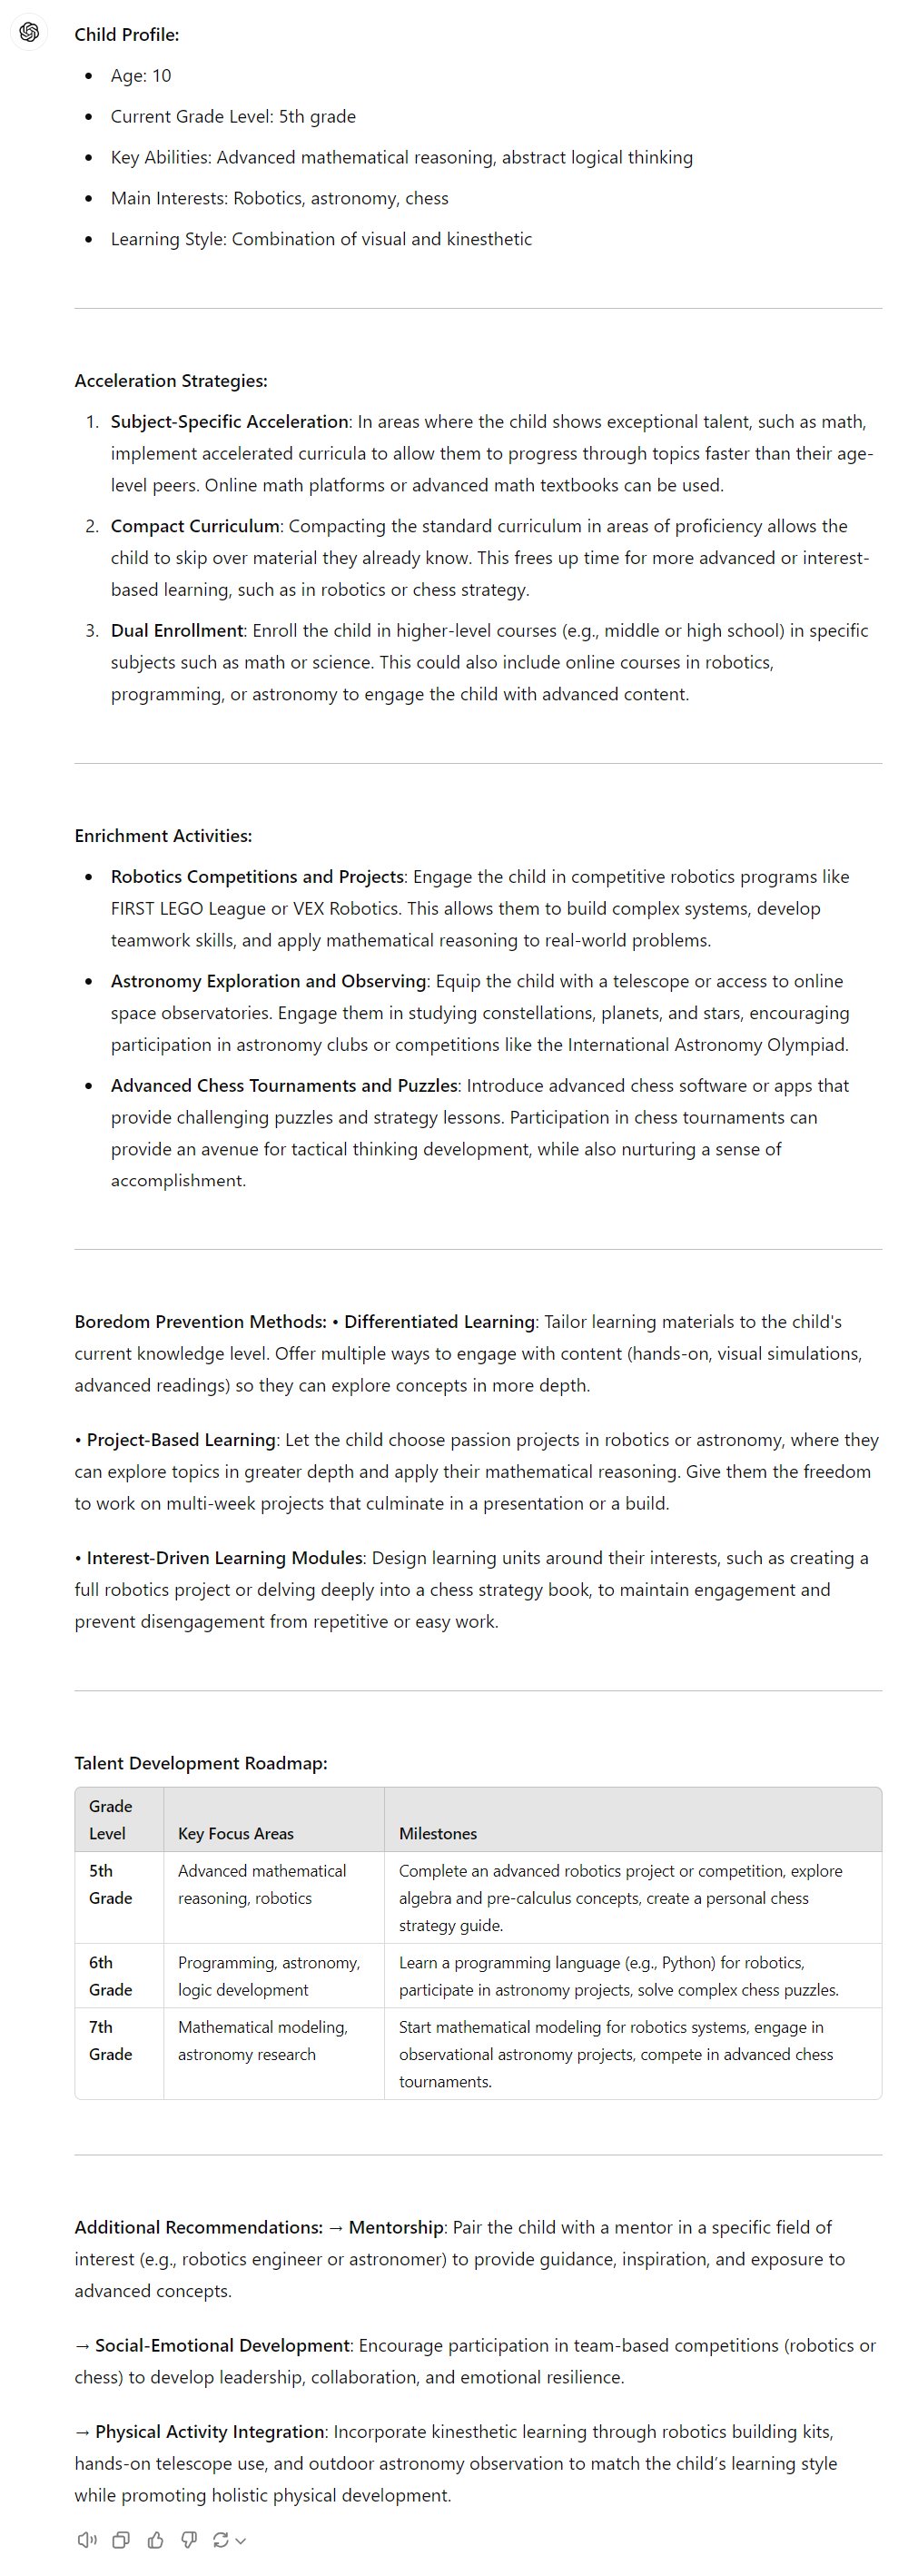 Child Profile:
• Age: 10
• Current Grade Level: 5th grade
• Key Abilities: Advanced mathematical reasoning, abstract logical thinking
• Main Interests: Robotics, astronomy, chess
• Learning Style: Combination of visual and kinesthetic
Acceleration Strategies:
1. Subject-Specific Acceleration: In areas where the child shows exceptional talent, such as math,
implement accelerated curricula to allow them to progress through topics faster than their age-
level peers. Online math platforms or advanced math textbooks can be used.
2. Compact Curriculum: Compacting the standard curriculum in areas of proficiency allows the
child to skip over material they already know. This frees up time for more advanced or interest-
based learning, such as in robotics or chess strategy.
3. Dual Enrollment: Enroll the child in higher-level courses (e.g., middle or high school) in specific
subjects such as math or science. This could also include online courses in robotics,
programming, or astronomy to engage the child with advanced content.
Enrichment Activities:
• Robotics Competitions and Projects: Engage the child in competitive robotics programs like
FIRST LEGO League or VEX Robotics. This allows them to build complex systems, develop
teamwork skills, and apply mathematical reasoning to real-world problems.
• Astronomy Exploration and Observing: Equip the child with a telescope or access to online
space observatories. Engage them in studying constellations, planets, and stars, encouraging
participation in astronomy clubs or competitions like the International Astronomy Olympiad.
• Advanced Chess Tournaments and Puzzles: Introduce advanced chess software or apps that
provide challenging puzzles and strategy lessons. Participation in chess tournaments can
provide an avenue for tactical thinking development, while also nurturing a sense of
accomplishment.
Boredom Prevention Methods: • Differentiated Learning: Tailor learning materials to the child's
current knowledge level. Offer multiple ways to engage with content (hands-on, visual simulations,
advanced readings) so they can explore concepts in more depth.
• Project-Based Learning: Let the child choose passion projects in robotics or astronomy, where they
can explore topics in greater depth and apply their mathematical reasoning. Give them the freedom
to work on multi-week projects that culminate in a presentation or a build.
• Interest-Driven Learning Modules: Design learning units around their interests, such as creating a
full robotics project or delving deeply into a chess strategy book, to maintain engagement and
prevent disengagement from repetitive or easy work.
Talent Development Roadmap:
Grade
Level
Key Focus Areas
Milestones
5th
Grade
Advanced mathematical
reasoning, robotics
Complete an advanced robotics project or competition, explore
algebra and pre-calculus concepts, create a personal chess
strategy guide.
6th
Grade
Programming, astronomy,
logic development
Learn a programming language (e.g., Python) for robotics,
participate in astronomy projects, solve complex chess puzzles.
7th
Grade
Mathematical modeling,
astronomy research
Start mathematical modeling for robotics systems, engage in
observational astronomy projects, compete in advanced chess
tournaments.
Additional Recommendations: → Mentorship: Pair the child with a mentor in a specific field of
interest (e.g., robotics engineer or astronomer) to provide guidance, inspiration, and exposure to
advanced concepts.
→ Social-Emotional Development: Encourage participation in team-based competitions (robotics or
chess) to develop leadership, collaboration, and emotional resilience.
→ Physical Activity Integration: Incorporate kinesthetic learning through robotics building kits,
hands-on telescope use, and outdoor astronomy observation to match the child’s learning style
while promoting holistic physical development.